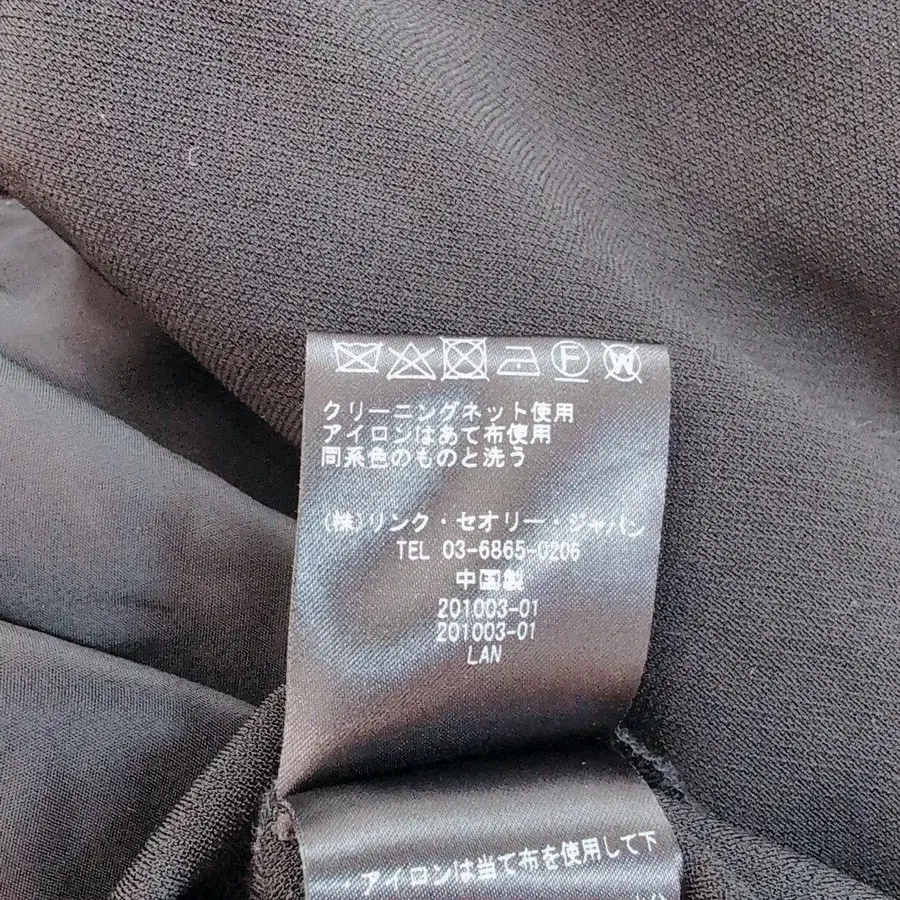 F W
クリーニングネット使用
アイロンはあて布使用
同系色のものと洗う
(株)リンク・セオリー・ジャパン
TEL 03-6865-0206
中国製
201003-01
201003-01
LAN
・アイロンは当て布を使用して下